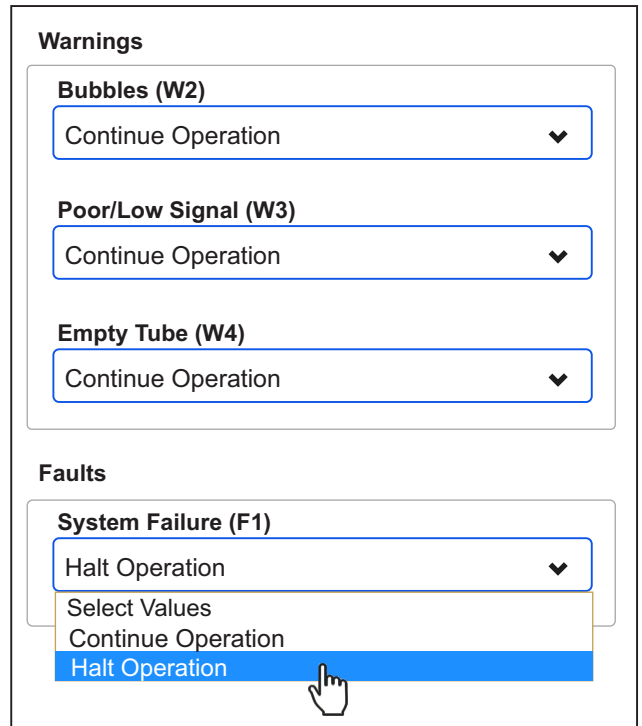 Warnings
Bubbles (W2)
Continue Operation
Poor/Low Signal (W3)
Continue Operation
Empty Tube (W4)
Continue Operation
Faults
System Failure (F1)
Halt Operation
Select Values
Continue Operation
Halt Operation